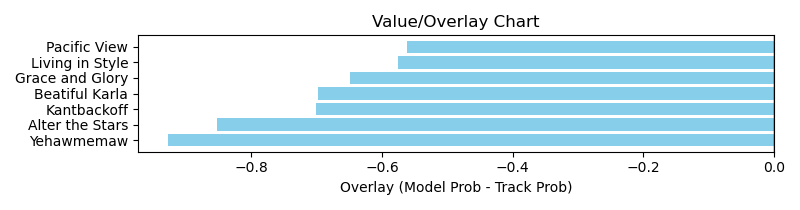 Value/Overlay Chart
Pacific View
Living in Style
Grace and Glory
Beatiful Karla
Kantbackoff
Alter the Stars
Yehawmemaw
−0.8 −0.6 −0.4 −0.2 0.0
Overlay (Model Prob - Track Prob)